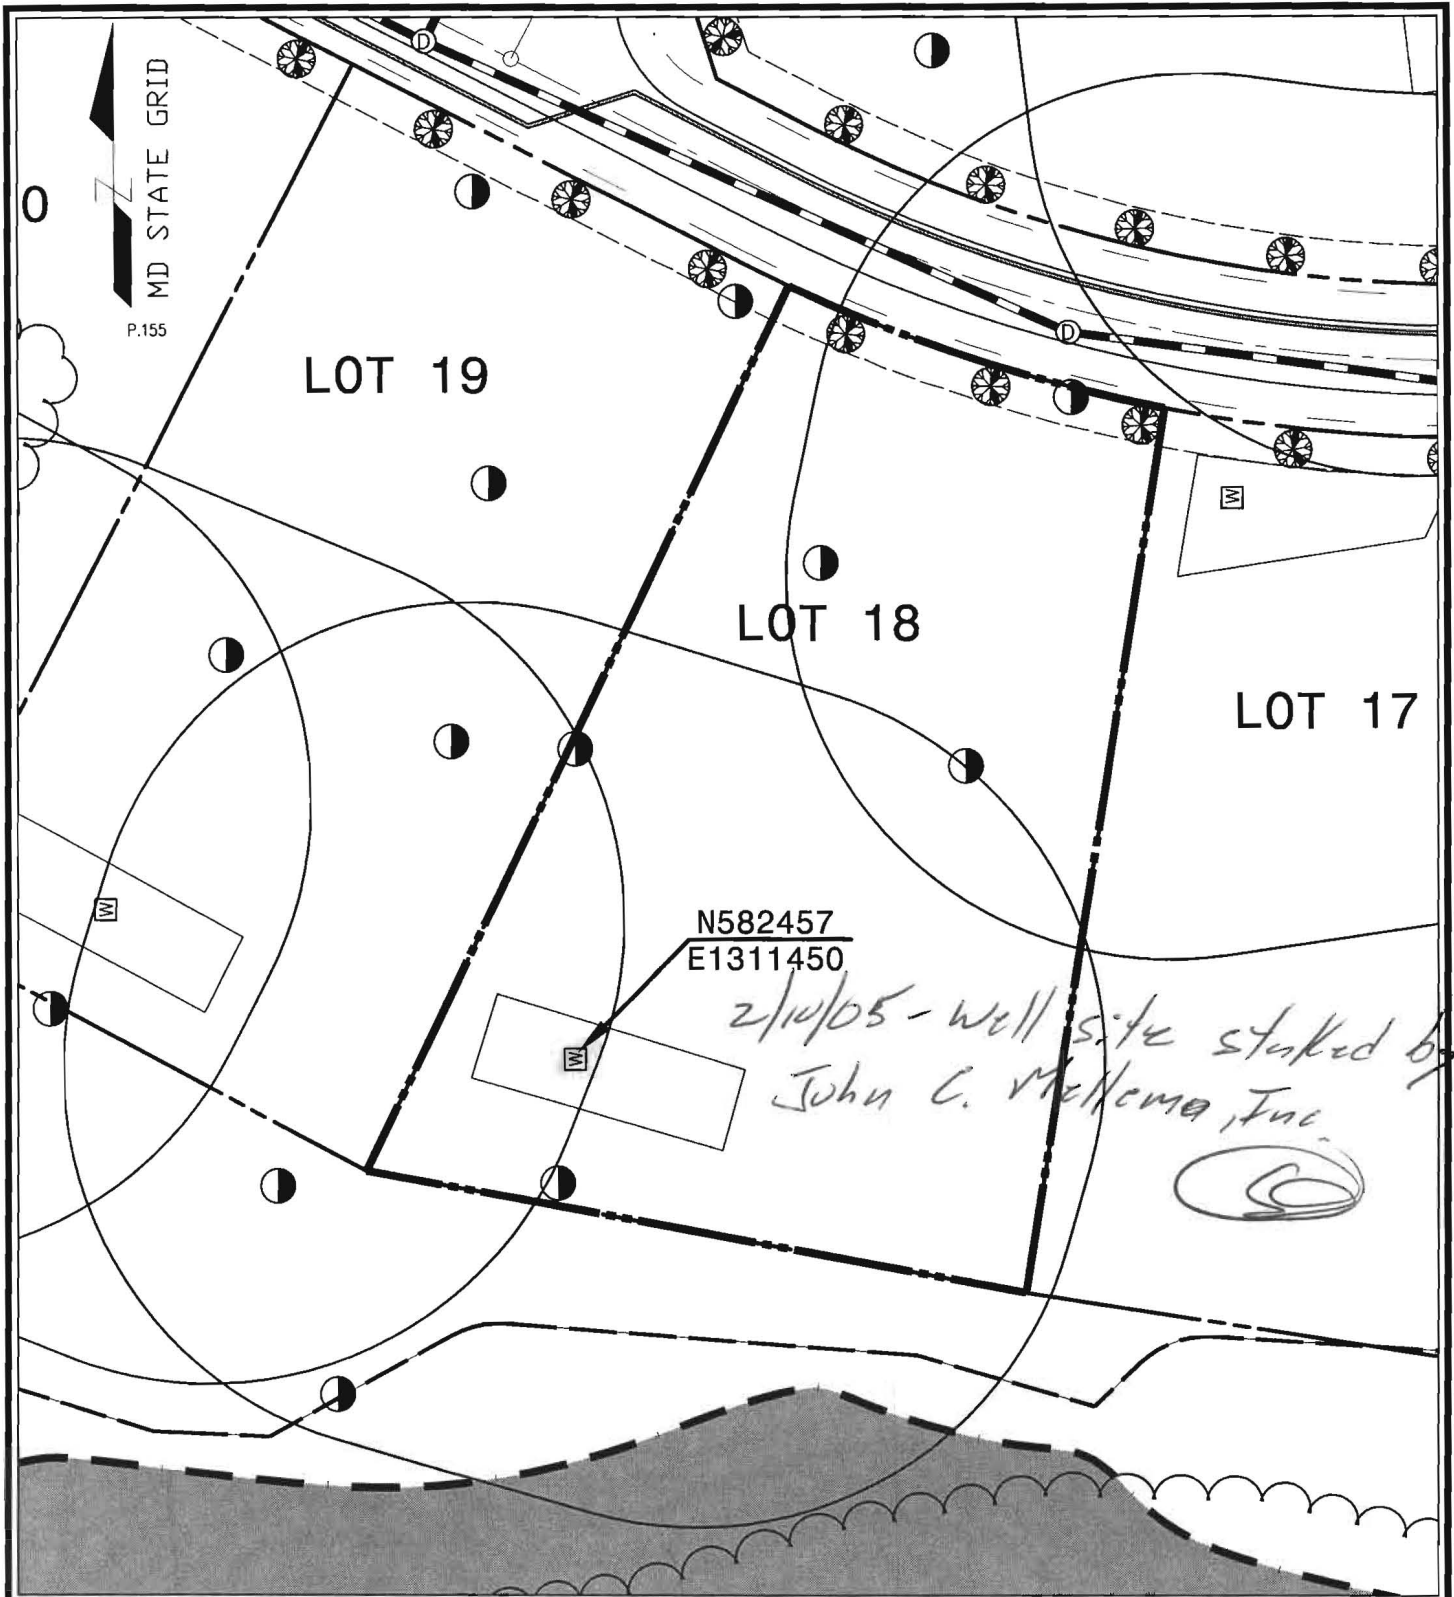 D
MD STATE GRID
Z
0
P.155
LOT 19
D
W
LOT 18
LOT 17
W
N582457
E1311450
2/10/05 - Well site staked by
W
John C. Mellema, Inc.